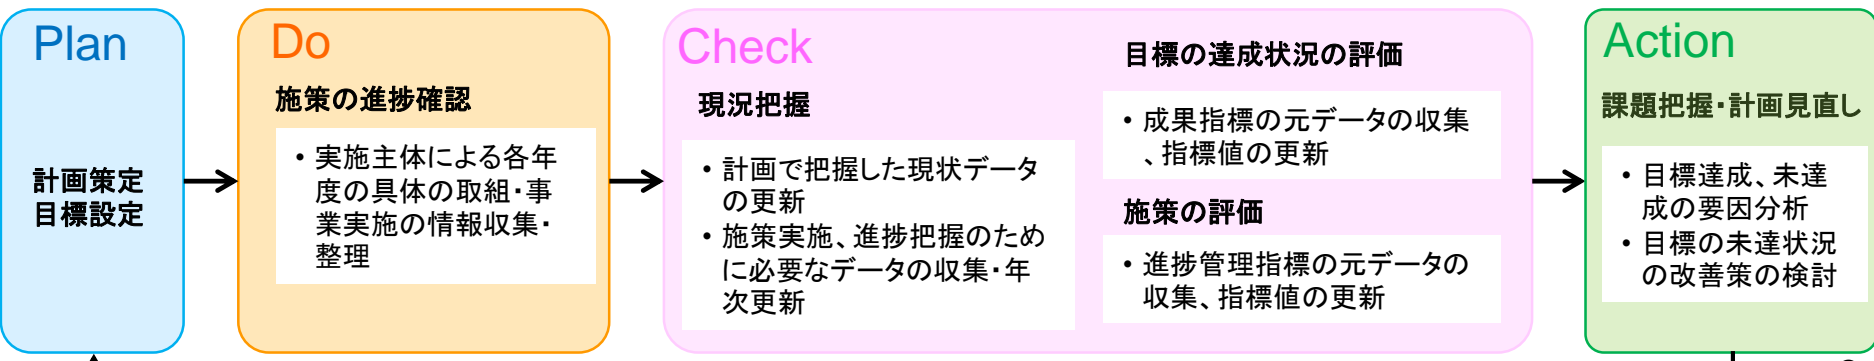 Plan
計画策定
目標設定
Do
施策の進捗確認
• 実施主体による各年
度の具体の取組・事
業実施の情報収集・
整理
Check
現況把握
• 計画で把握した現状データ
の更新
• 施策実施、進捗把握のため
に必要なデータの収集・年
次更新
目標の達成状況の評価
• 成果指標の元データの収集
、指標値の更新
施策の評価
• 進捗管理指標の元データの
収集、指標値の更新
Action
課題把握・計画見直し
• 目標達成、未達
成の要因分析
• 目標の未達状況
の改善策の検討